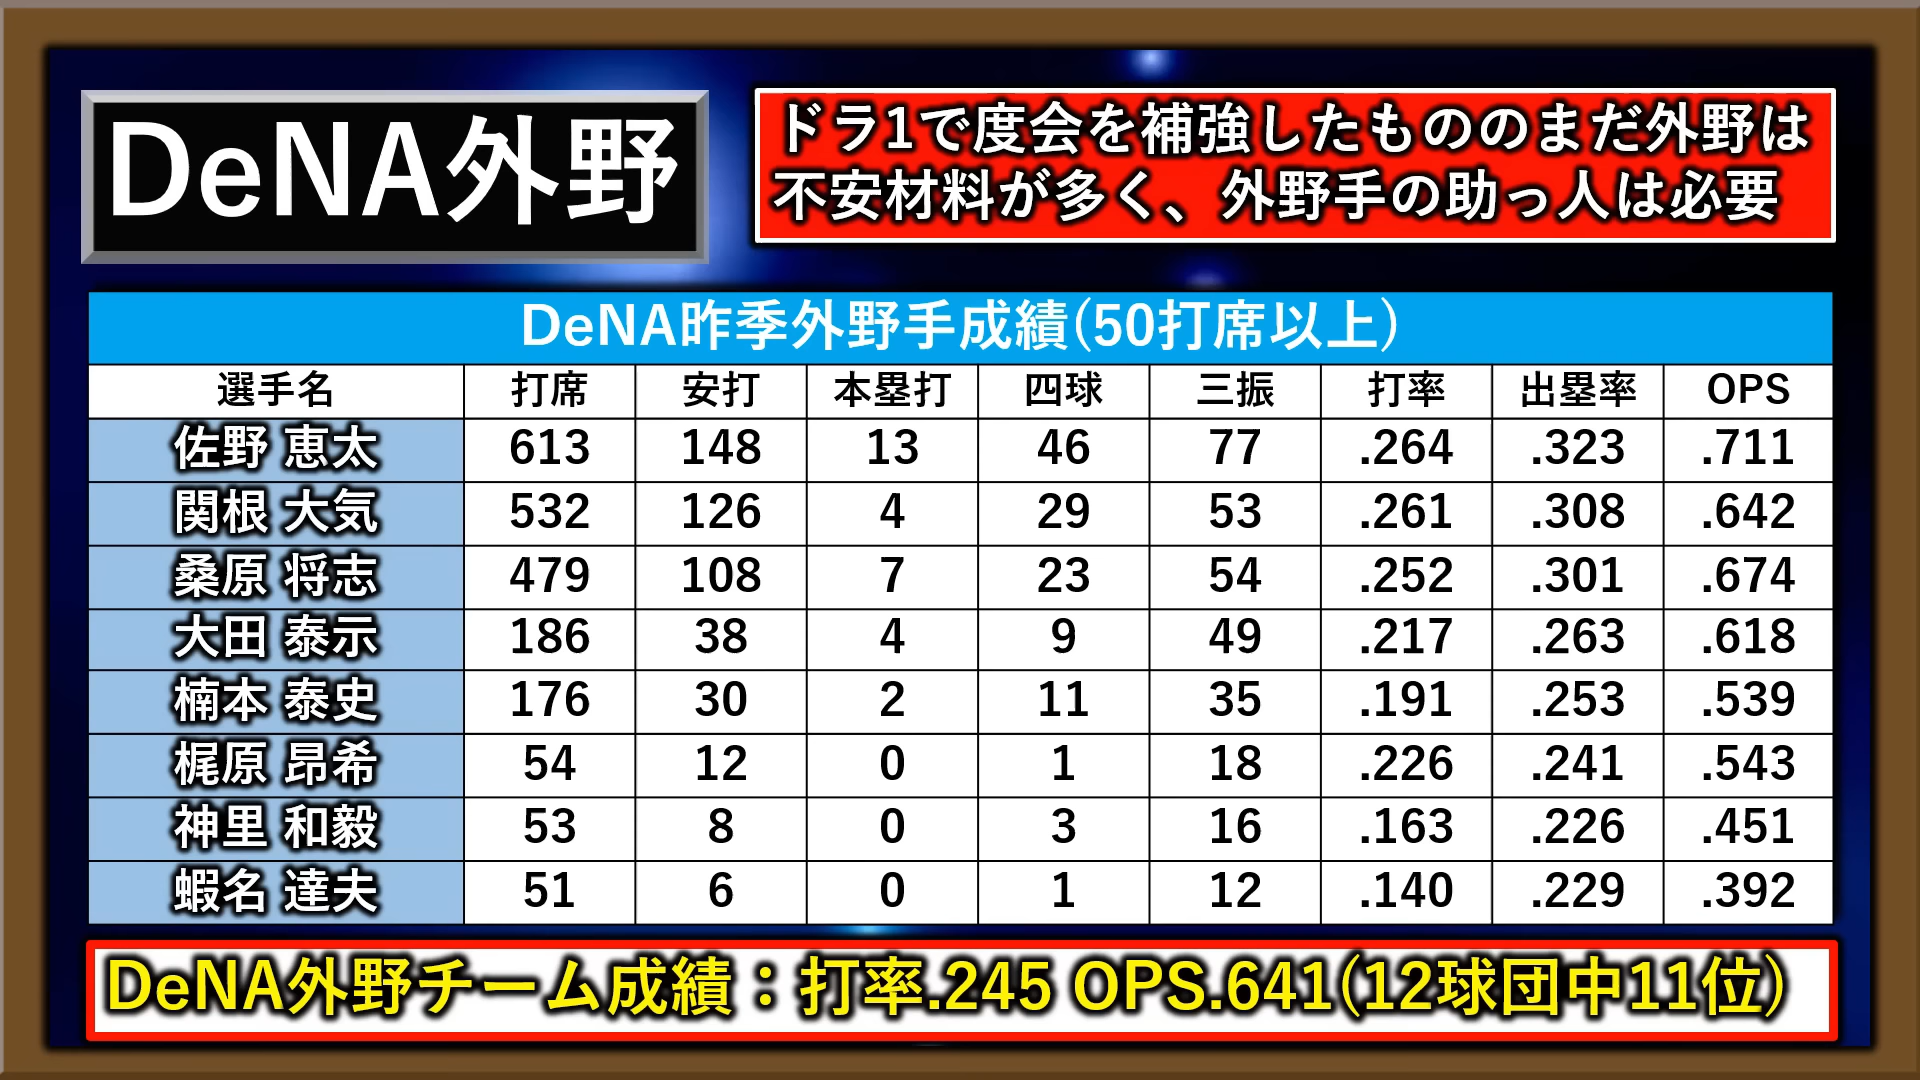 DeNA外野
ドラ1で度会を補強したもののまだ外野は
不安材料が多く、外野手の助っ人は必要
DeNA昨季外野手成績(50打席以上)
選手名 打席 安打 本塁打 四球 三振 打率 出塁率 OPS
佐野 恵太 613 148 13 46 77 .264 .323 .711
関根 大気 532 126 4 29 53 .261 .308 .642
桑原 将志 479 108 7 23 54 .252 .301 .674
大田 泰示 186 38 4 9 49 .217 .263 .618
楠本 泰史 176 30 2 11 35 .191 .253 .539
梶原 昂希 54 12 0 1 18 .226 .241 .543
神里 和毅 53 8 0 3 16 .163 .226 .451
蝦名 達夫 51 6 0 1 12 .140 .229 .392
DeNA外野チーム成績：打率.245 OPS.641(12球団中11位)